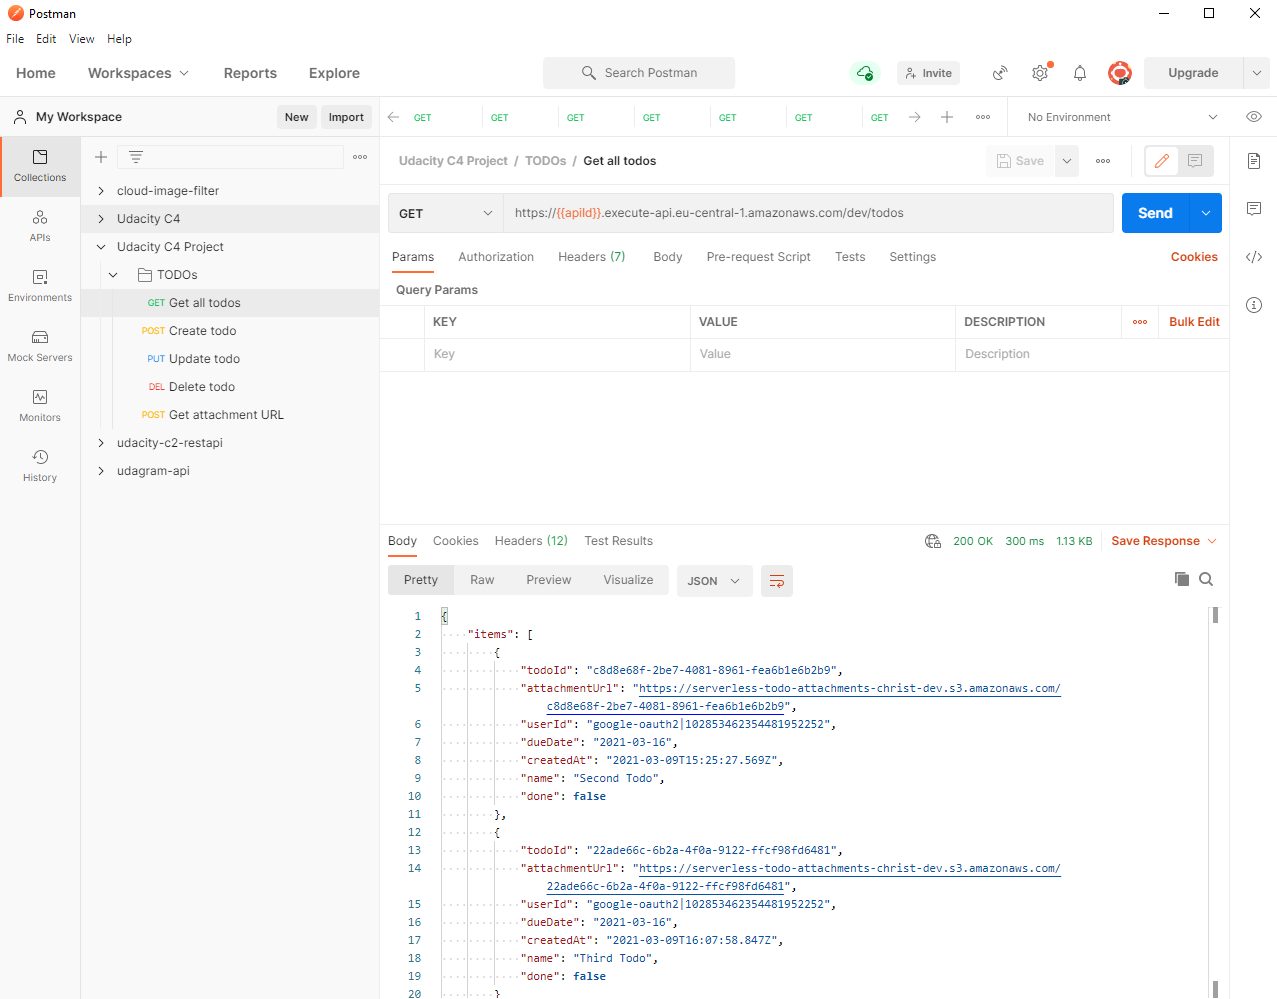 Postman
File Edit View Help
Home Workspaces Reports Explore Search Postman Invite Upgrade
My Workspace New Import GET GET GET GET GET GET GET No Environment
Collections
APIs
Environments
Mock Servers
Monitors
History
cloud-image-filter
Udacity C4
Udacity C4 Project
TODOs
GET Get all todos
POST Create todo
PUT Update todo
DEL Delete todo
POST Get attachment URL
udacity-c2-restapi
udagram-api
Udacity C4 Project / TODOs / Get all todos Save
GET https://{{apiId}}.execute-api.eu-central-1.amazonaws.com/dev/todos Send
Params Authorization Headers (7) Body Pre-request Script Tests Settings Cookies
Query Params
KEY VALUE DESCRIPTION Bulk Edit
Key Value Description
Body Cookies Headers (12) Test Results 200 OK 300 ms 1.13 KB Save Response
Pretty Raw Preview Visualize JSON
1 {
2 "items": [
3 {
4 "todoId": "c8d8e68f-2be7-4081-8961-fea6b1e6b2b9",
5 "attachmentUrl": "https://serverless-todo-attachments-christ-dev.s3.amazonaws.com/
c8d8e68f-2be7-4081-8961-fea6b1e6b2b9",
6 "userId": "google-oauth2|102853462354481952252",
7 "dueDate": "2021-03-16",
8 "createdAt": "2021-03-09T15:25:27.569Z",
9 "name": "Second Todo",
10 "done": false
11 },
12 {
13 "todoId": "22ade66c-6b2a-4f0a-9122-ffcf98fd6481",
14 "attachmentUrl": "https://serverless-todo-attachments-christ-dev.s3.amazonaws.com/
22ade66c-6b2a-4f0a-9122-ffcf98fd6481",
15 "userId": "google-oauth2|102853462354481952252",
16 "dueDate": "2021-03-16",
17 "createdAt": "2021-03-09T16:07:58.847Z",
18 "name": "Third Todo",
19 "done": false
20 }